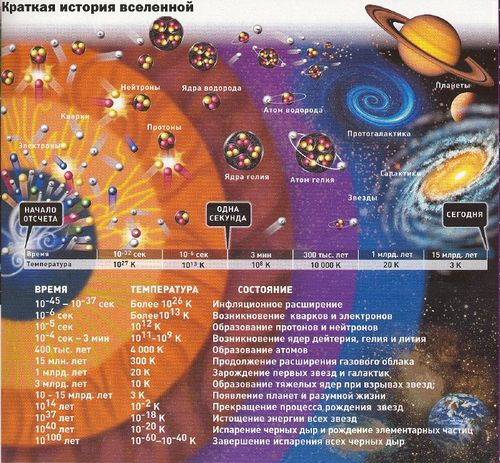 Краткая история вселенной
Нейтроны
Ядра водорода
Планеты
Кварки
Атом водорода
Протоны
Протогалактика
Электроны
Ядра гелия
Атом гелия
Галактики
Звезды
НАЧАЛО
ОТСЧЕТА
ОДНА
СЕКУНДА
СЕГОДНЯ
Время 10⁻³² сек 10⁻⁶ сек 3 мин 300 тыс. лет 1 млрд. лет 15 млрд. лет
Температура 10²⁷ К 10¹³ К 10⁸ К 10 000 К 20 К 3 К
ВРЕМЯ ТЕМПЕРАТУРА СОСТОЯНИЕ
10⁻⁴⁵ – 10⁻³⁷ сек Более 10²⁶ К Инфляционное расширение
10⁻⁶ сек Более10¹³ К Возникновение кварков и электронов
10⁻⁵ сек 10¹² К Образование протонов и нейтронов
10⁻⁴ сек – 3 мин 10¹¹–10⁹ К Возникновение ядер дейтерия, гелия и лития
400 тыс. лет 4 000 К Образование атомов
15 млн. лет 300 К Продолжение расширения газового облака
1 млрд. лет 20 К Зарождение первых звезд и галактик
3 млрд. лет 10 К Образование тяжелых ядер при взрывах звезд;
10 – 15 млрд. лет 3 К Появление планет и разумной жизни
10¹⁴ лет 10⁻² К Прекращение процесса рождения звезд
10³⁷ лет 10⁻¹⁸ К Истощение энергии всех звезд
10⁴⁰ лет 10⁻²⁰ К Испарение черных дыр и рождение элементарных частиц
10¹⁰⁰ лет 10⁻⁶⁰–10⁻⁴⁰ К Завершение испарения всех черных дыр